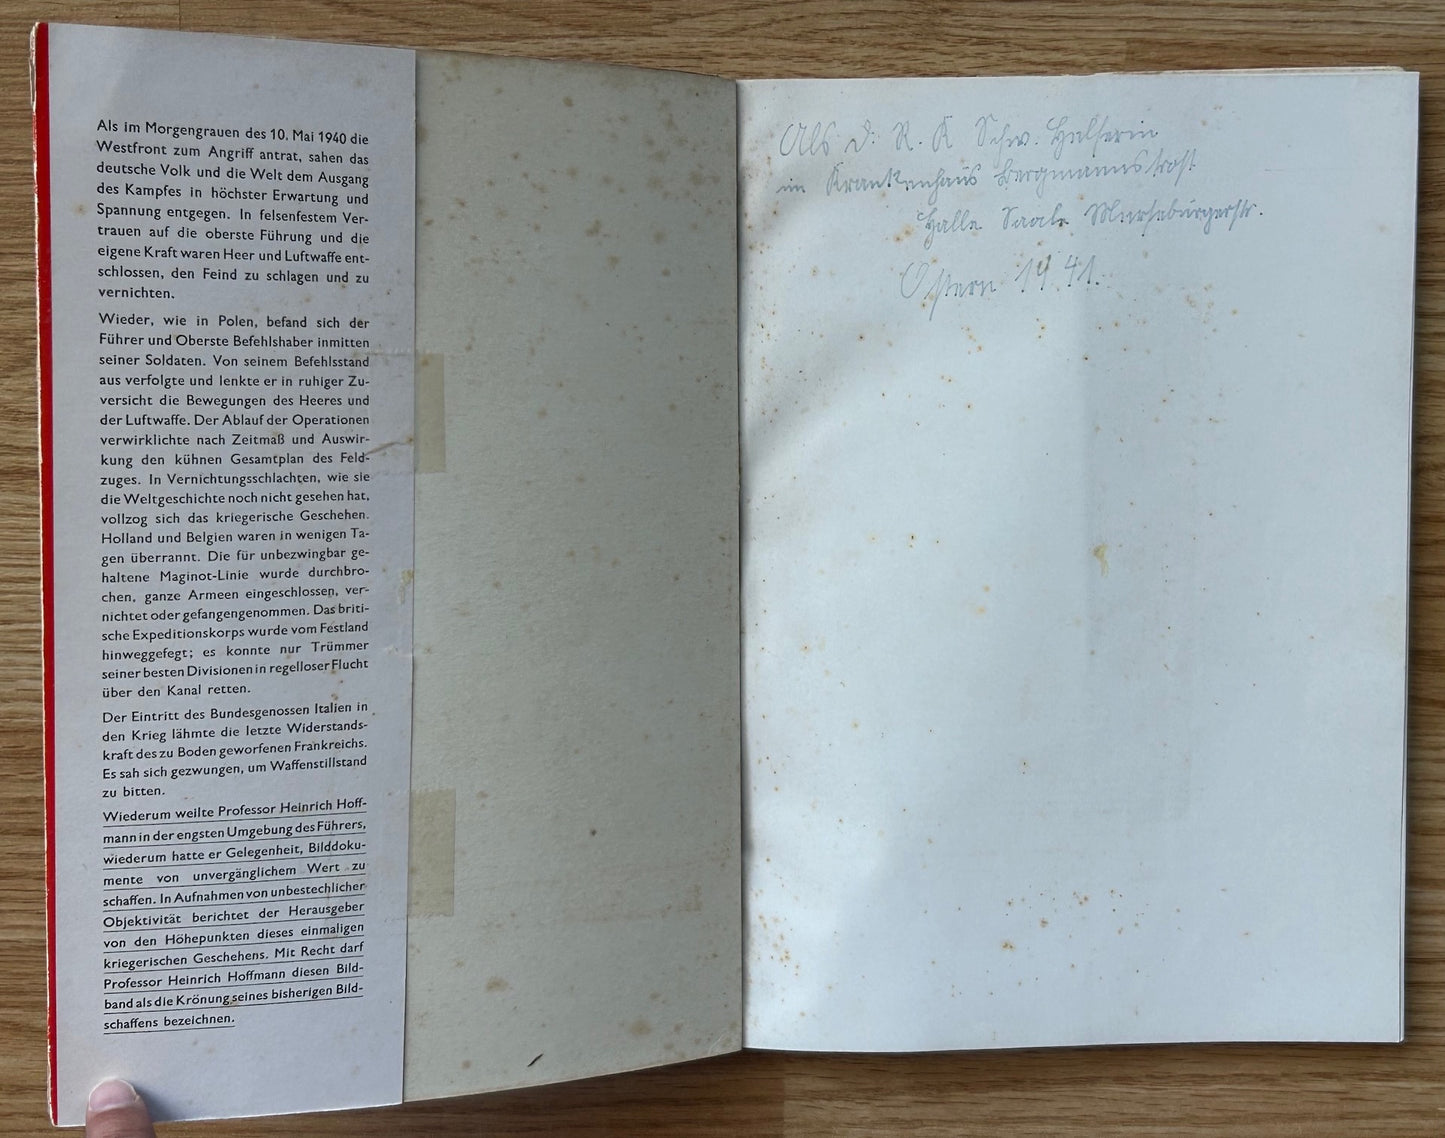 Als im Morgengrauen des 10. Mai 1940 die
Westfront zum Angriff antrat, sahen das
deutsche Volk und die Welt dem Ausgang
des Kampfes in höchster Erwartung und
Spannung entgegen. In felsenfestem Ver-
trauen auf die oberste Führung und die
eigene Kraft waren Heer und Luftwaffe ent-
schlossen, den Feind zu schlagen und zu
vernichten.
Wieder, wie in Polen, befand sich der
Führer und Oberste Befehlshaber inmitten
seiner Soldaten. Von seinem Befehlsstand
aus verfolgte und lenkte er in ruhiger Zu-
versicht die Bewegungen des Heeres und
der Luftwaffe. Der Ablauf der Operationen
verwirklichte nach Zeitmaß und Auswir-
kung den kühnen Gesamtplan des Feld-
zuges. In Vernichtungsschlachten, wie sie
die Weltgeschichte noch nicht gesehen hat,
vollzog sich das kriegerische Geschehen.
Holland und Belgien waren in wenigen Ta-
gen überrannt. Die für unbezwingbar ge-
haltene Maginot-Linie wurde durchbro-
chen, ganze Armeen eingeschlossen, ver-
nichtet oder gefangengenommen. Das briti-
sche Expeditionskorps wurde vom Festland
hinweggefegt; es konnte nur Trümmer
seiner besten Divisionen in regelloser Flucht
über den Kanal retten.
Der Eintritt des Bundesgenossen Italien in
den Krieg lähmte die letzte Widerstands-
kraft des zu Boden geworfenen Frankreichs.
Es sah sich gezwungen, um Waffenstillstand
zu bitten.
Wiederum weilte Professor Heinrich Hoff-
mann in der engsten Umgebung des Führers,
wiederum hatte er Gelegenheit, Bilddoku-
mente von unvergänglichem Wert zu
schaffen. In Aufnahmen von unbestechlicher
Objektivität berichtet der Herausgeber
von den Höhepunkten dieses einmaligen
kriegerischen Geschehens. Mit Recht darf
Professor Heinrich Hoffmann diesen Bild-
band als die Krönung seines bisherigen Bild-
schaffens bezeichnen.
Als D. R. K Schw. Helferin
im Krankenhaus Bergmannstrost
Halle Saale Merseburgerstr.
Ostern 1941.